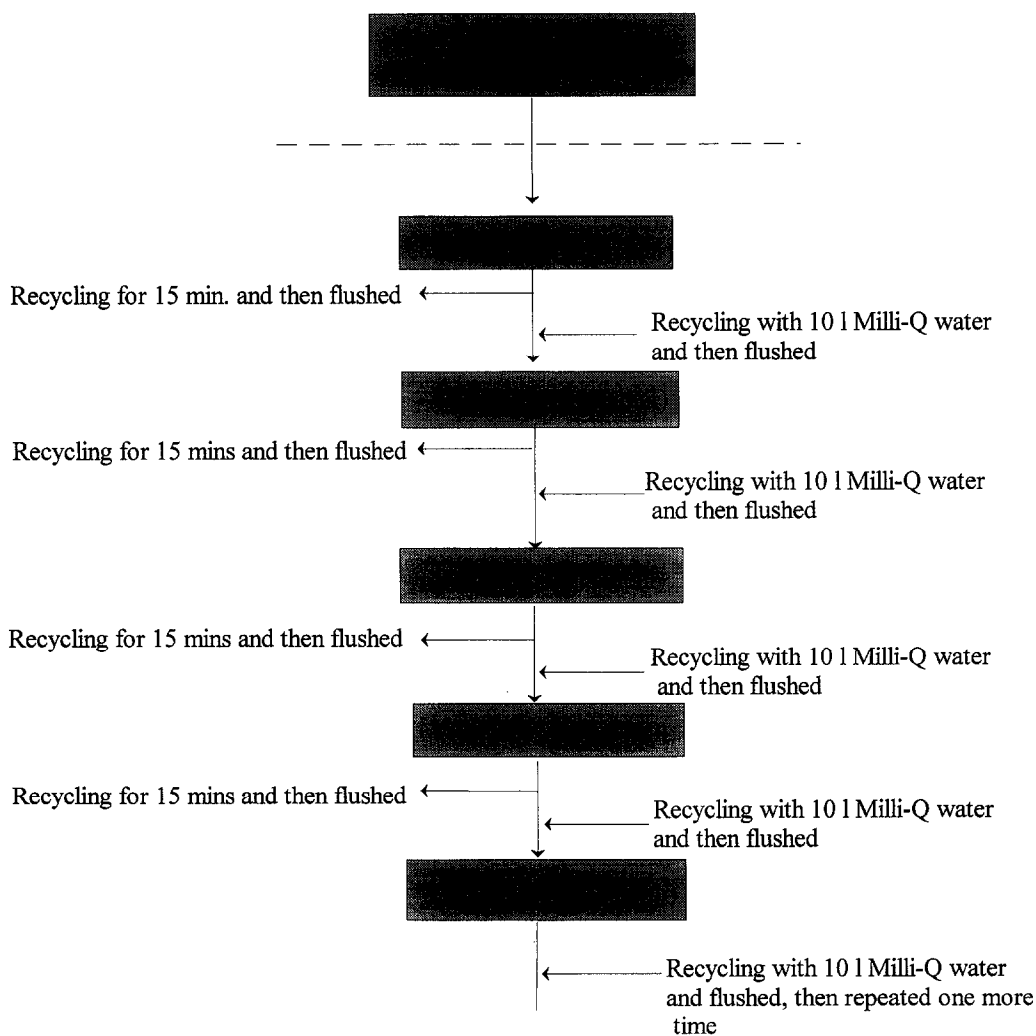 Recycling for 15 min. and then flushed
Recycling with 10 l Milli-Q water
and then flushed
Recycling for 15 mins and then flushed
Recycling with 10 l Milli-Q water
and then flushed
Recycling for 15 mins and then flushed
Recycling with 10 l Milli-Q water
and then flushed
Recycling for 15 mins and then flushed
Recycling with 10 l Milli-Q water
and then flushed
Recycling with 10 l Milli-Q water
and flushed, then repeated one more
time